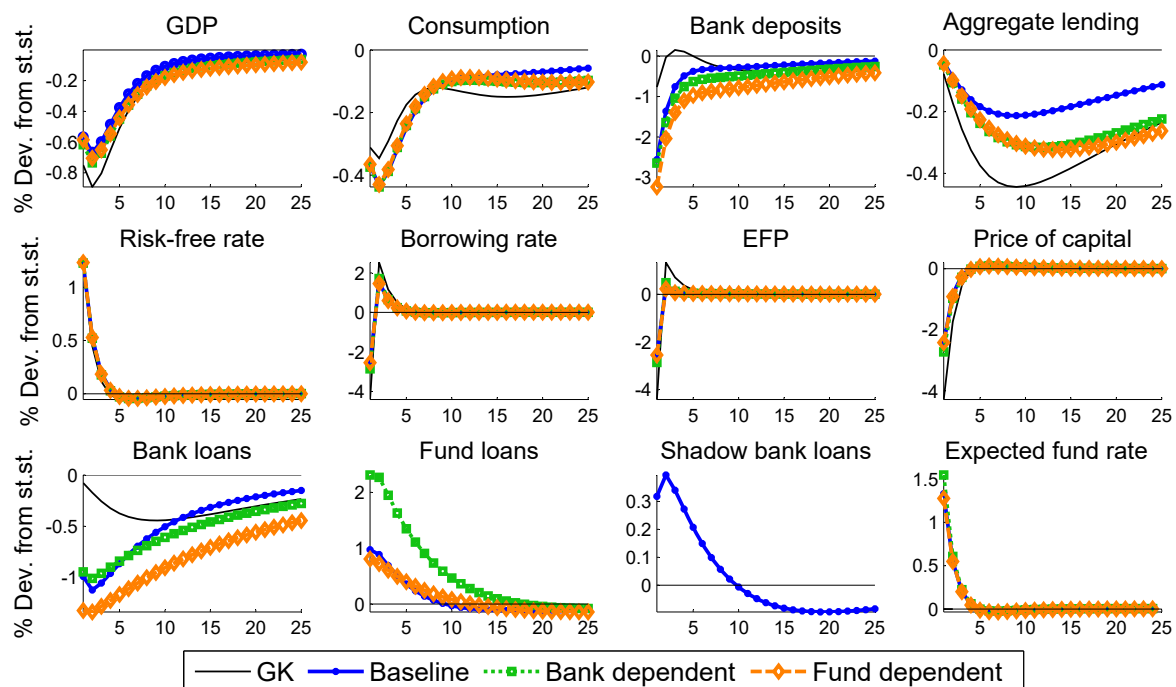 GDP
Consumption
Bank deposits
Aggregate lending
% Dev. from st.st.
0
-0.2
-0.4
-0.6
-0.8
5 10 15 20 25
0
-0.2
-0.4
5 10 15 20 25
0
-1
-2
-3
5 10 15 20 25
0
-0.2
-0.4
5 10 15 20 25
Risk-free rate
Borrowing rate
EFP
Price of capital
% Dev. from st.st.
1
0.5
0
5 10 15 20 25
2
0
-2
-4
5 10 15 20 25
0
-2
-4
5 10 15 20 25
0
-2
-4
5 10 15 20 25
Bank loans
Fund loans
Shadow bank loans
Expected fund rate
% Dev. from st.st.
0
-0.5
-1
5 10 15 20 25
2
1
0
5 10 15 20 25
0.3
0.2
0.1
0
5 10 15 20 25
1.5
1
0.5
0
5 10 15 20 25
GK Baseline Bank dependent Fund dependent